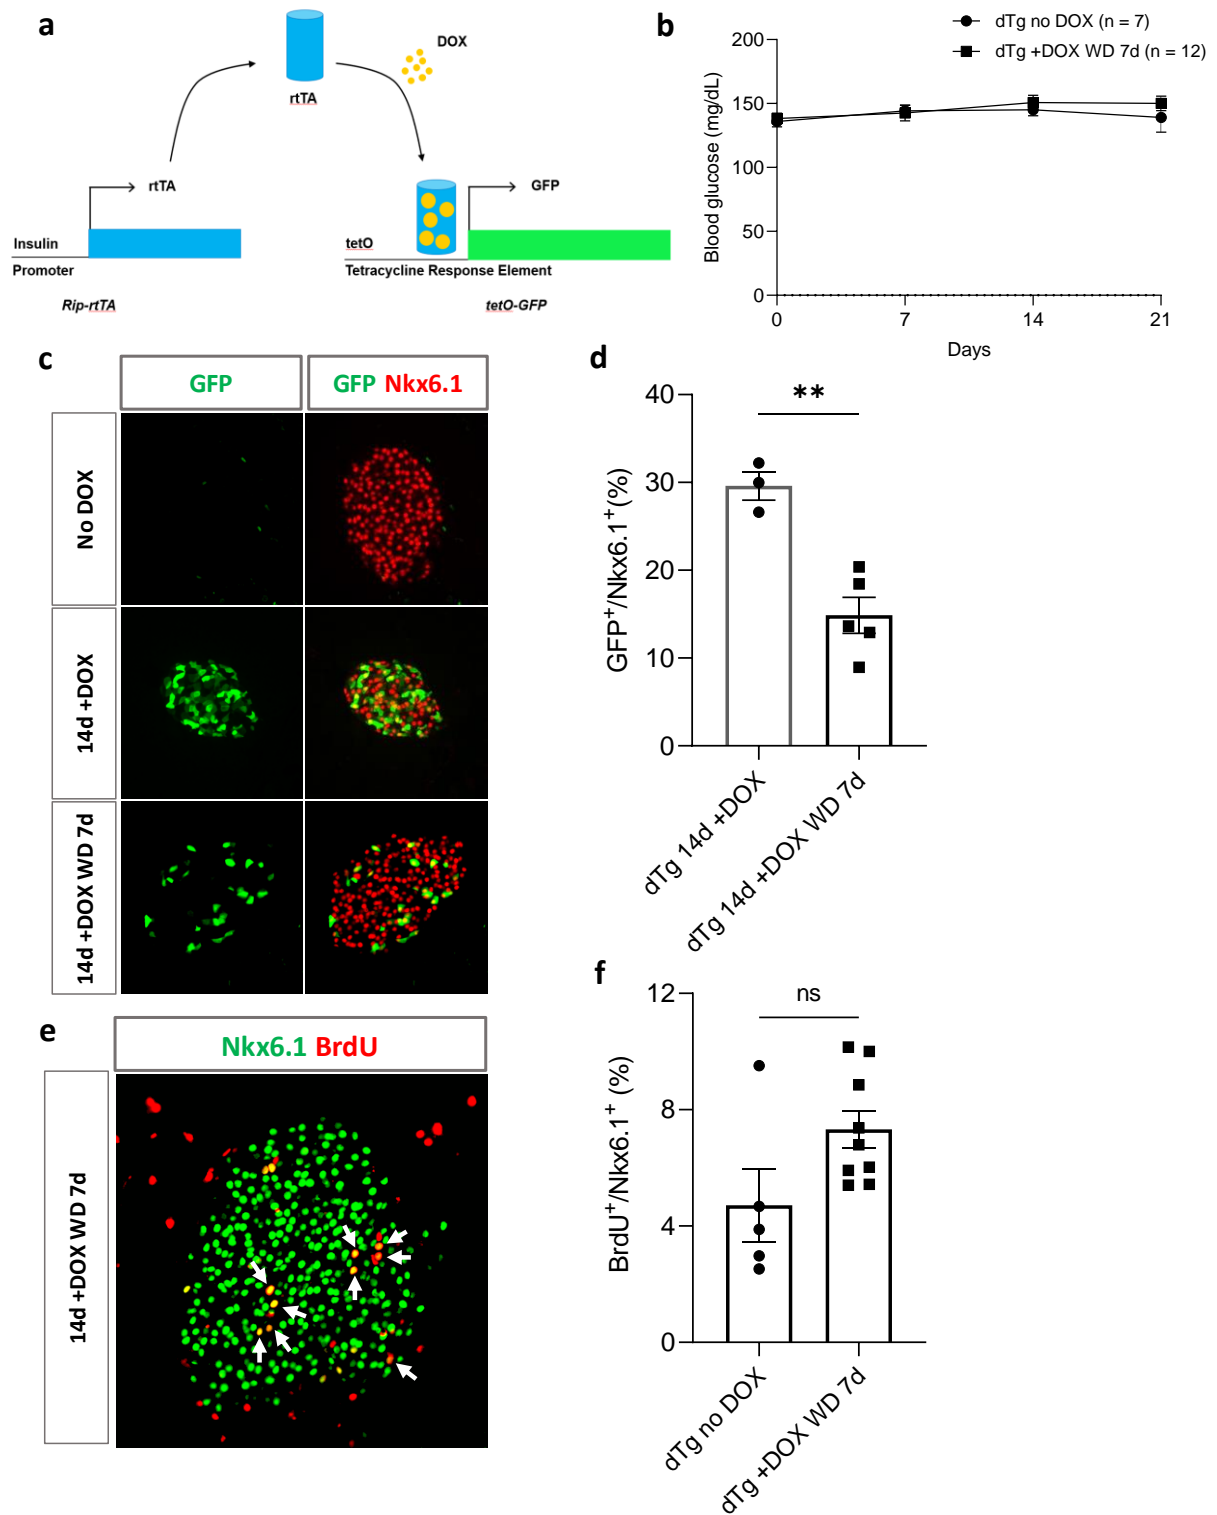 a
DOX
rtTA
rtTA
GFP
Insulin
Promoter
tetO
Tetracycline Response Element
Rip-rtTA
tetO-GFP
b
dTg no DOX (n = 7)
dTg +DOX WD 7d (n = 12)
Blood glucose (mg/dL)
200
150
100
50
0
0 7 14 21
Days
c
GFP
GFP Nkx6.1
No DOX
14d +DOX
14d +DOX WD 7d
d
**
GFP⁺/Nkx6.1⁺(%)
40
30
20
10
0
dTg 14d +DOX
dTg 14d +DOX WD 7d
e
Nkx6.1 BrdU
14d +DOX WD 7d
f
ns
BrdU⁺/Nkx6.1⁺ (%)
12
8
4
0
dTg no DOX
dTg +DOX WD 7d